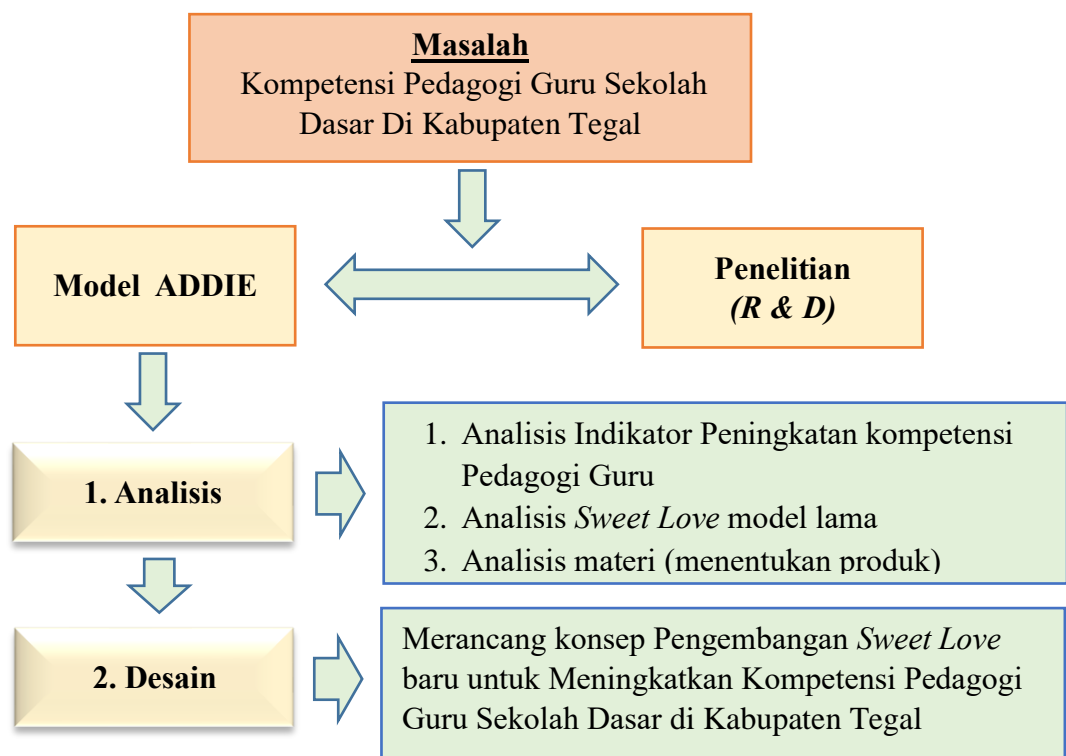 Masalah
Kompetensi Pedagogi Guru Sekolah
Dasar Di Kabupaten Tegal
Model ADDIE
Penelitian
(R & D)
1. Analisis
1. Analisis Indikator Peningkatan kompetensi
Pedagogi Guru
2. Analisis Sweet Love model lama
3. Analisis materi (menentukan produk)
2. Desain
Merancang konsep Pengembangan Sweet Love
baru untuk Meningkatkan Kompetensi Pedagogi
Guru Sekolah Dasar di Kabupaten Tegal